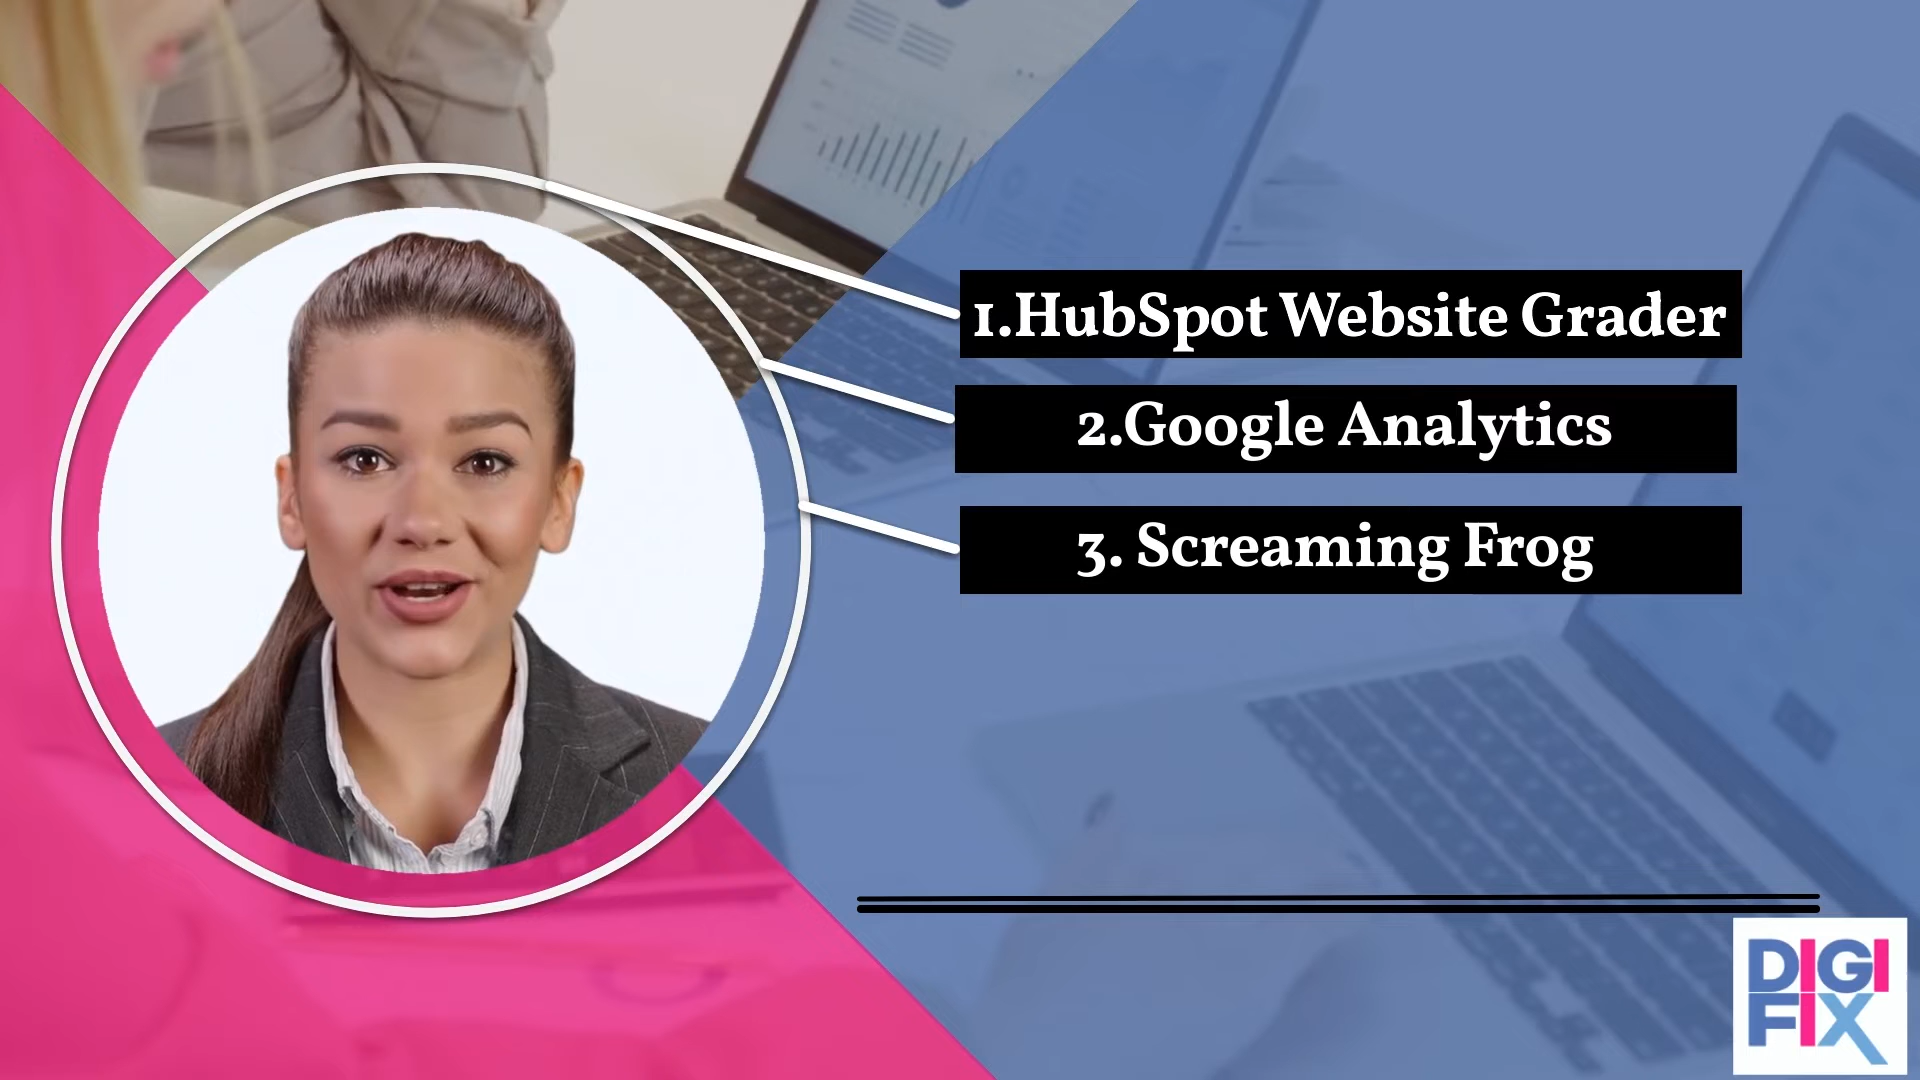 1.HubSpot Website Grader
2.Google Analytics
3. Screaming Frog
DIGI
FIX